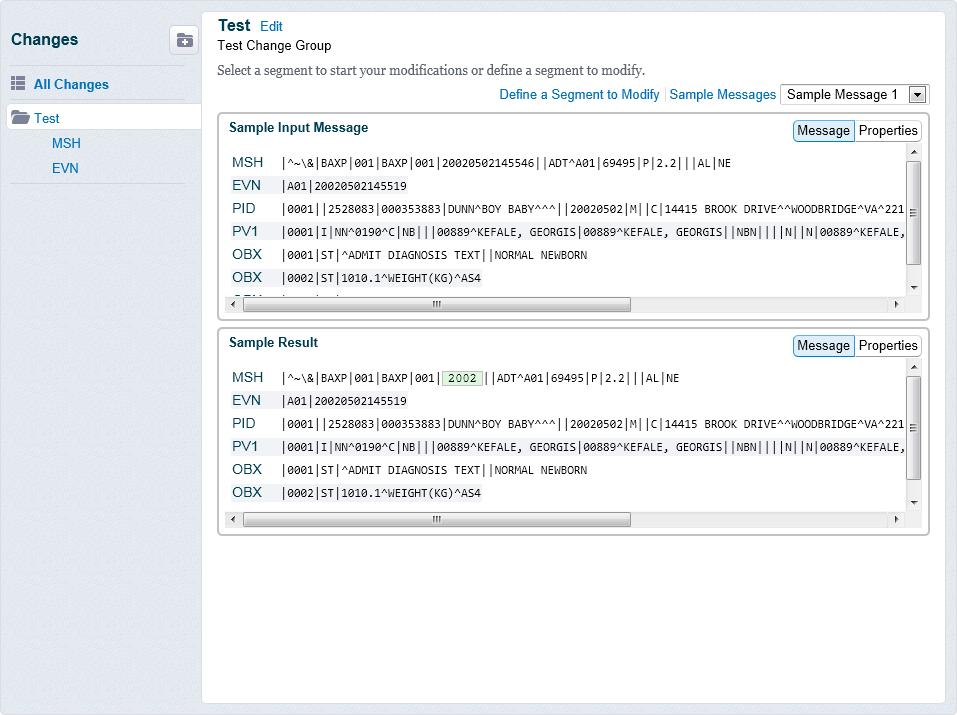 Changes
All Changes
Test
MSH
EVN
Test Edit
Test Change Group
Select a segment to start your modifications or define a segment to modify.
Define a Segment to Modify Sample Messages Sample Message 1
Sample Input Message
Message Properties
MSH |^~\&|BAXP|001|BAXP|001|20020502145546||ADT^A01|69495|P|2.2|||AL|NE
EVN |A01|20020502145519
PID |0001||2528083|000353883|DUNN^BOY BABY^^^||20020502|M||C|14415 BROOK DRIVE^^WOODBRIDGE^VA^221
PV1 |0001|I|NN^0190^C|NB|||00889^KEFALE, GEORGIS|00889^KEFALE, GEORGIS||NBN||||N||N|00889^KEFALE,
OBX |0001|ST|^ADMIT DIAGNOSIS TEXT||NORMAL NEWBORN
OBX |0002|ST|1010.1^WEIGHT(KG)^AS4
Sample Result
Message Properties
MSH |^~\&|BAXP|001|BAXP|001|2002||ADT^A01|69495|P|2.2|||AL|NE
EVN |A01|20020502145519
PID |0001||2528083|000353883|DUNN^BOY BABY^^^||20020502|M||C|14415 BROOK DRIVE^^WOODBRIDGE^VA^221
PV1 |0001|I|NN^0190^C|NB|||00889^KEFALE, GEORGIS|00889^KEFALE, GEORGIS||NBN||||N||N|00889^KEFALE,
OBX |0001|ST|^ADMIT DIAGNOSIS TEXT||NORMAL NEWBORN
OBX |0002|ST|1010.1^WEIGHT(KG)^AS4